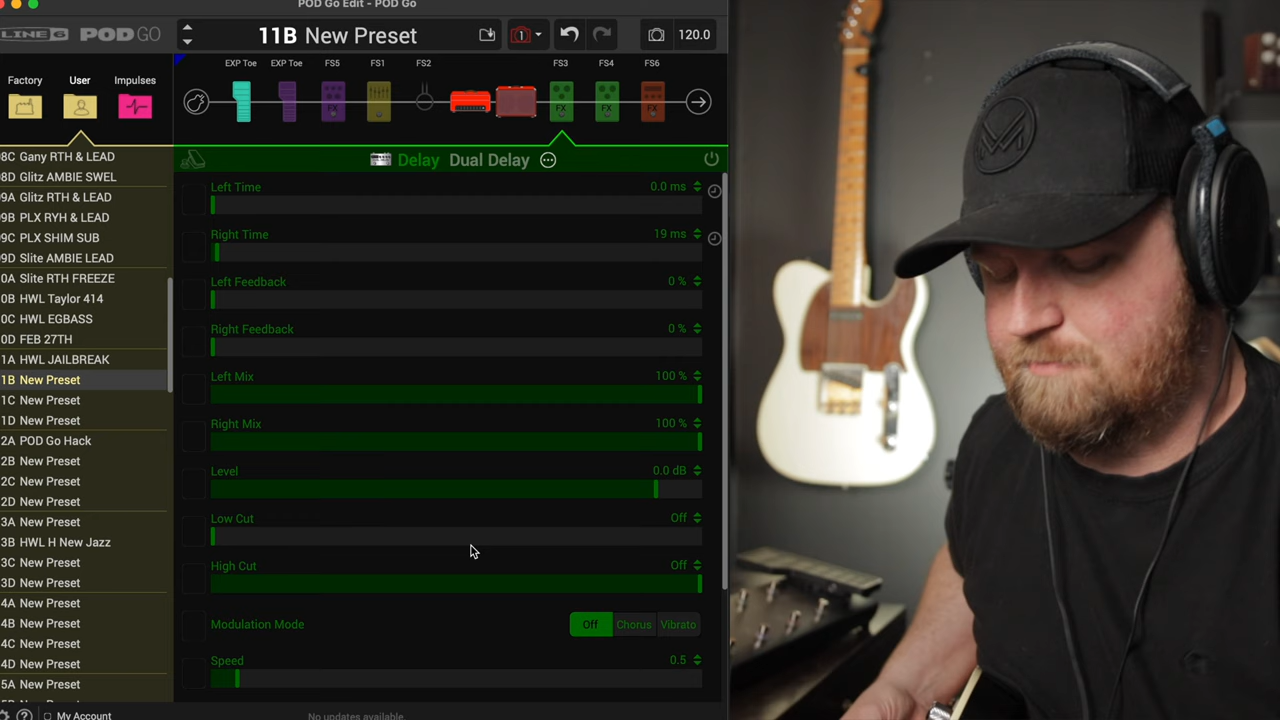 POD Go Edit - POD Go
LINE 6 POD GO
11B New Preset
1
120.0
Factory
User
Impulses
EXP Toe
EXP Toe
FS5
FS1
FS2
FS3
FS4
FS6
FX
FX
FX
FX
Delay Dual Delay
8C Gany RTH & LEAD
8D Glitz AMBIE SWEL
9A Glitz RTH & LEAD
9B PLX RYH & LEAD
9C PLX SHIM SUB
9D Slite AMBIE LEAD
0A Slite RTH FREEZE
0B HWL Taylor 414
0C HWL EGBASS
0D FEB 27TH
1A HWL JAILBREAK
1B New Preset
1C New Preset
1D New Preset
2A POD Go Hack
2B New Preset
2C New Preset
2D New Preset
3A New Preset
3B HWL H New Jazz
3C New Preset
3D New Preset
4A New Preset
4B New Preset
4C New Preset
4D New Preset
5A New Preset
Left Time 0.0 ms
Right Time 19 ms
Left Feedback 0 %
Right Feedback 0 %
Left Mix 100 %
Right Mix 100 %
Level 0.0 dB
Low Cut Off
High Cut Off
Modulation Mode Off Chorus Vibrato
Speed 0.5
? My Account
No updates available